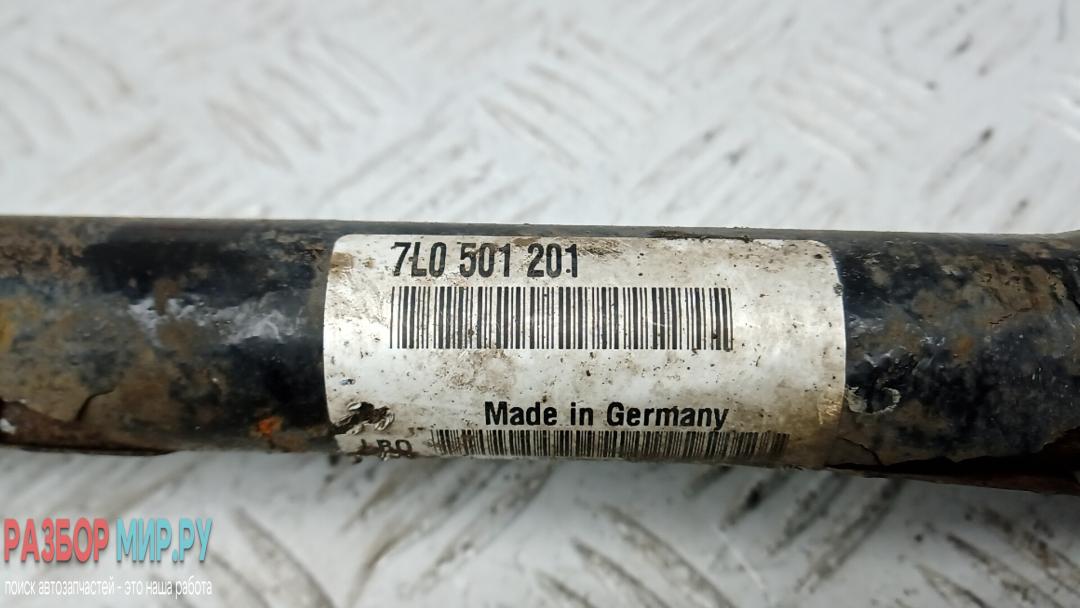 7L0 501 201
Made in Germany
РАЗБОР МИР.РУ
поиск автозапчастей - это наша работа